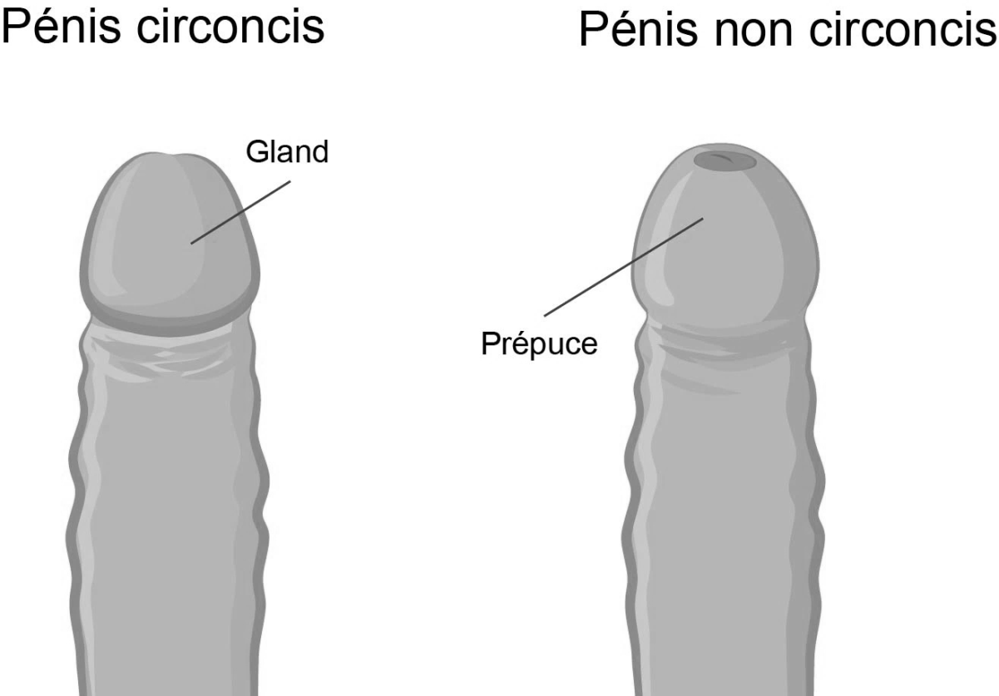 Pénis circoncis
Pénis non circoncis
Gland
Prépuce